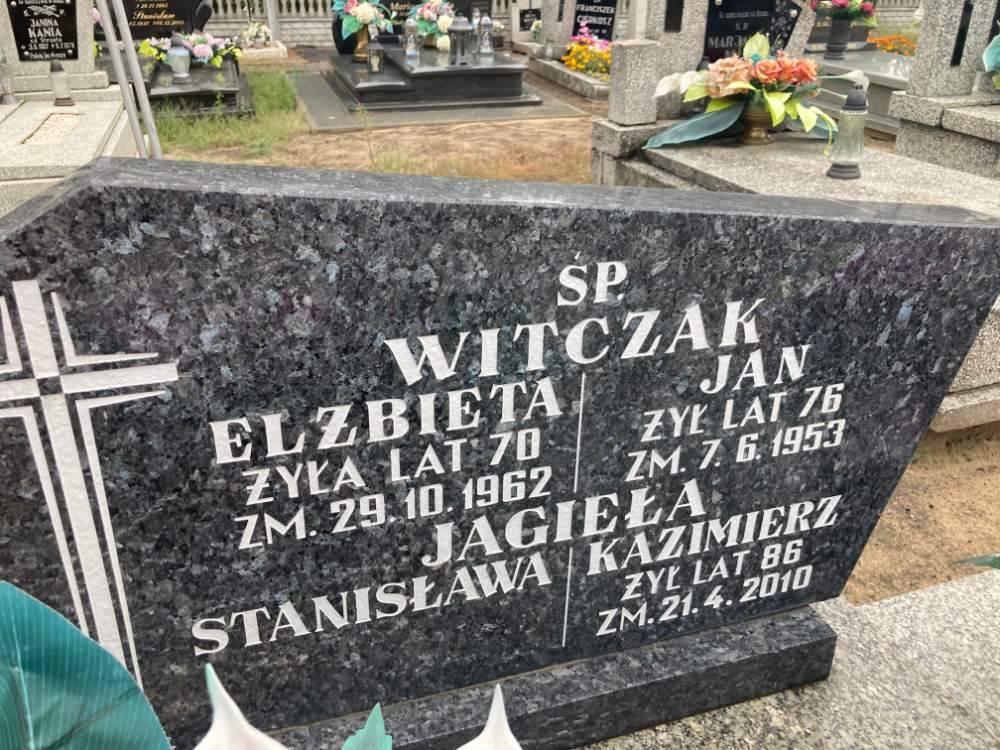 JANINA
KANIA
Stanisław
FRANCISZEK
ŚP.
WITCZAK
ELŻBIETA
ŻYŁA LAT 70
ZM. 29. 10. 1962
JAN
ŻYŁ LAT 76
ZM. 7. 6. 1953
JAGIEŁA
STANISŁAWA
KAZIMIERZ
ŻYŁ LAT 86
ZM. 21. 4. 2010